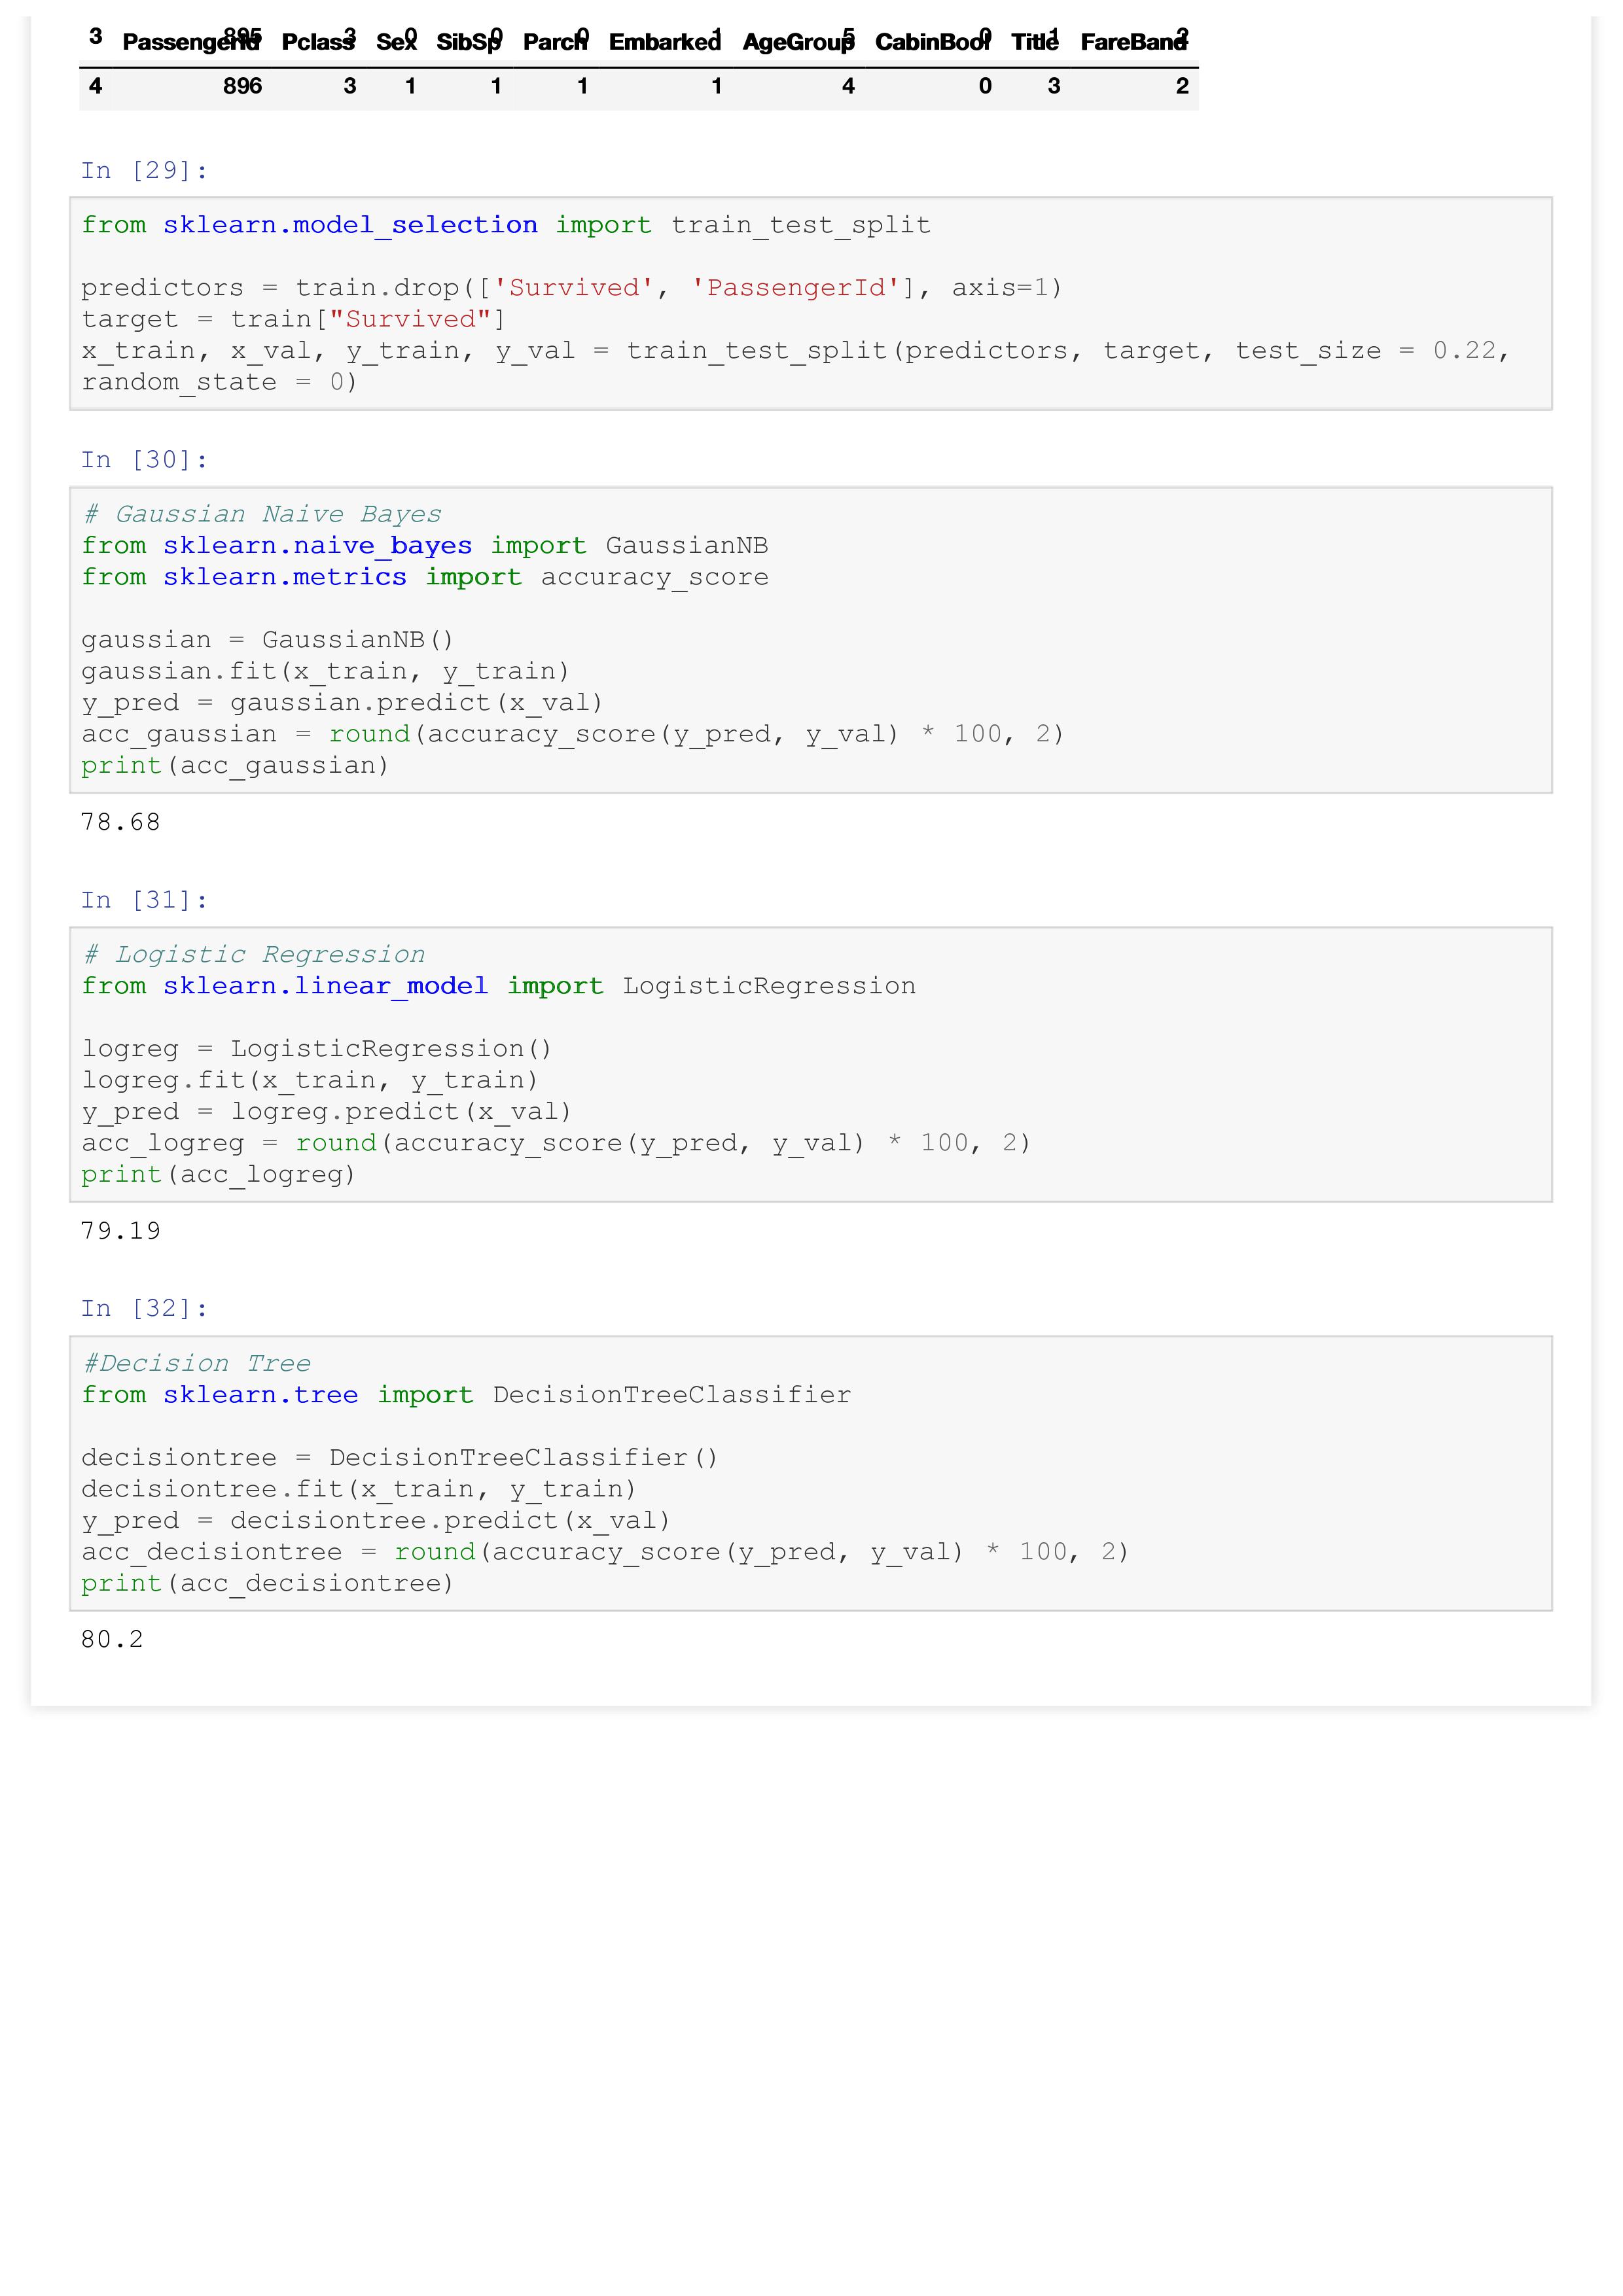 PassengerId Pclass Sex SibSp Parch Embarked AgeGroup CabinBool Title FareBand
3 895 3 0 0 0 1 5 0 1 2
4 896 3 1 1 1 1 4 0 3 2
In [29]:
from sklearn.model_selection import train_test_split
predictors = train.drop(['Survived', 'PassengerId'], axis=1)
target = train["Survived"]
x_train, x_val, y_train, y_val = train_test_split(predictors, target, test_size = 0.22,
random_state = 0)
In [30]:
# Gaussian Naive Bayes
from sklearn.naive_bayes import GaussianNB
from sklearn.metrics import accuracy_score
gaussian = GaussianNB()
gaussian.fit(x_train, y_train)
y_pred = gaussian.predict(x_val)
acc_gaussian = round(accuracy_score(y_pred, y_val) * 100, 2)
print(acc_gaussian)
78.68
In [31]:
# Logistic Regression
from sklearn.linear_model import LogisticRegression
logreg = LogisticRegression()
logreg.fit(x_train, y_train)
y_pred = logreg.predict(x_val)
acc_logreg = round(accuracy_score(y_pred, y_val) * 100, 2)
print(acc_logreg)
79.19
In [32]:
#Decision Tree
from sklearn.tree import DecisionTreeClassifier
decisiontree = DecisionTreeClassifier()
decisiontree.fit(x_train, y_train)
y_pred = decisiontree.predict(x_val)
acc_decisiontree = round(accuracy_score(y_pred, y_val) * 100, 2)
print(acc_decisiontree)
80.2